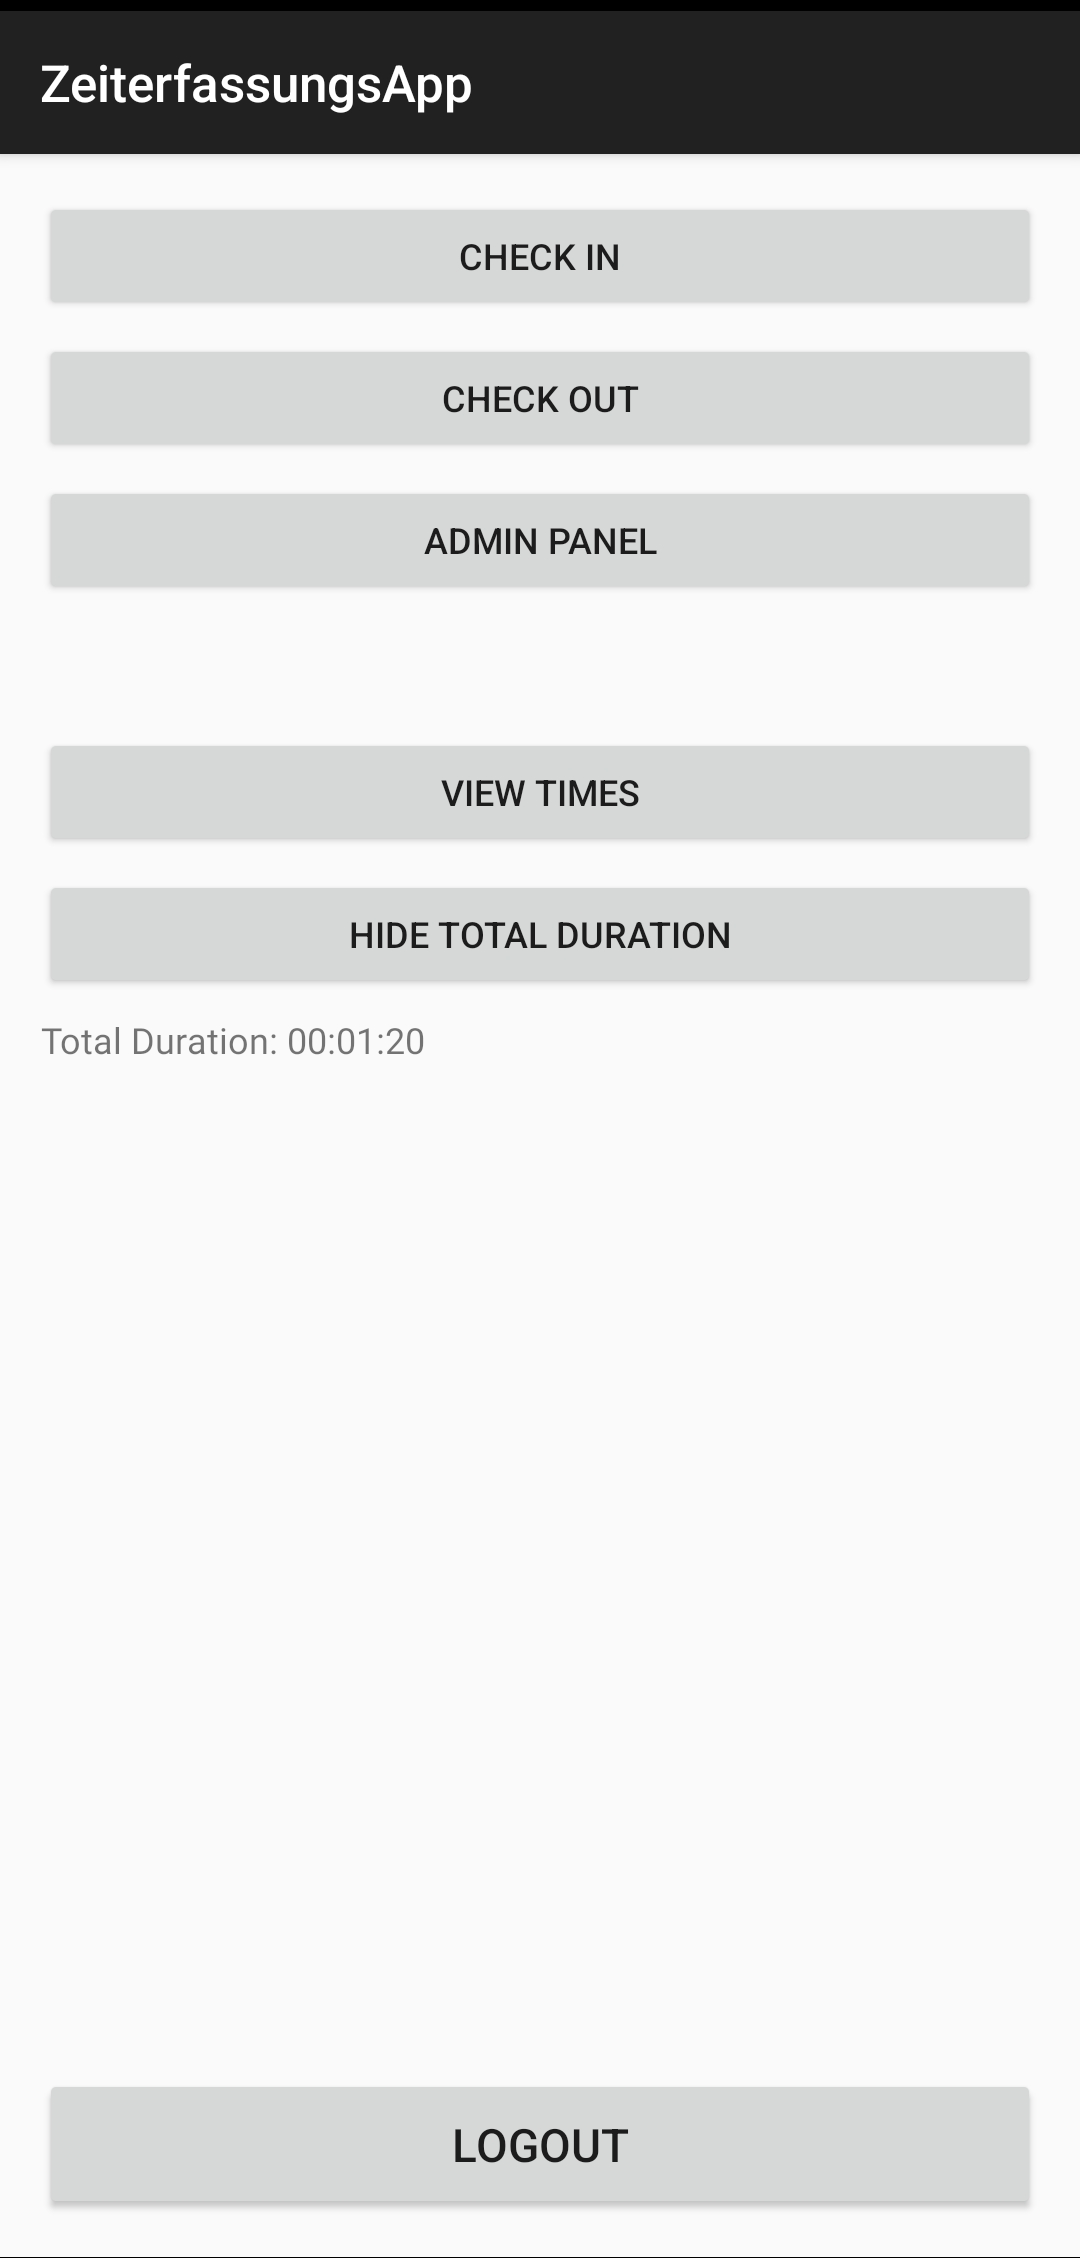 ZeiterfassungsApp
CHECK IN
CHECK OUT
ADMIN PANEL
VIEW TIMES
HIDE TOTAL DURATION
Total Duration: 00:01:20
LOGOUT